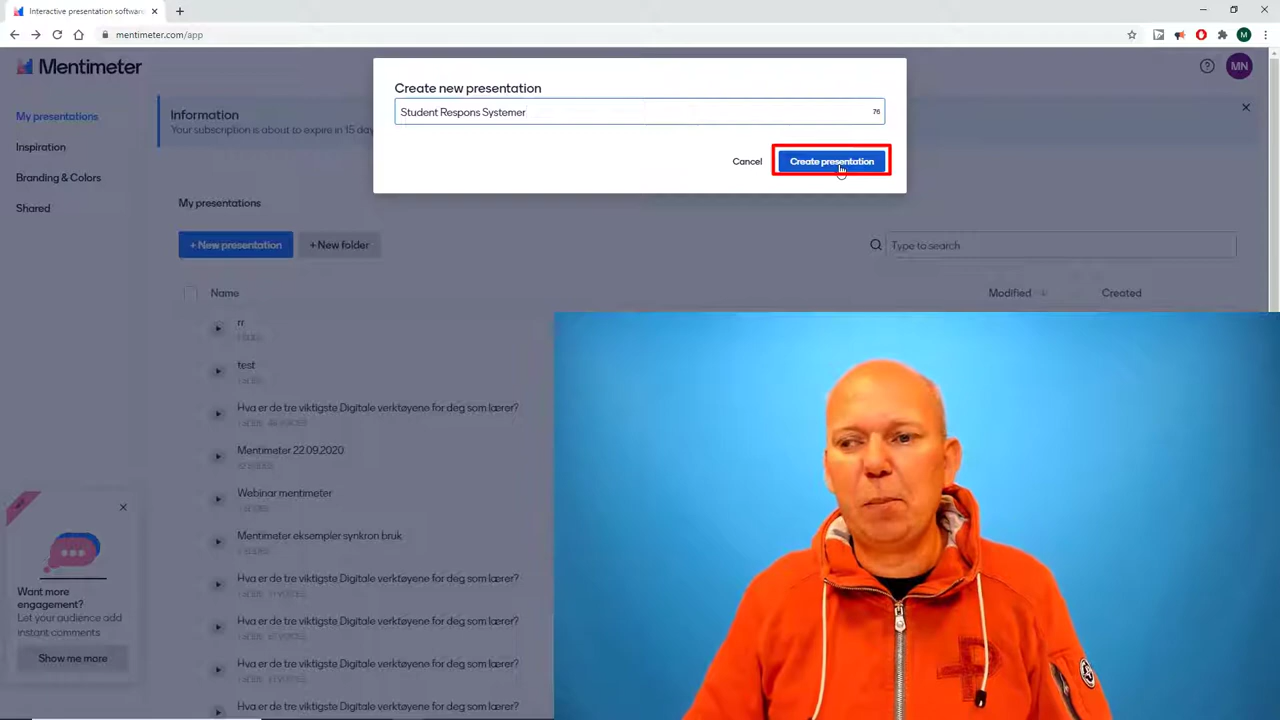 Interactive presentation softwar
mentimeter.com/app
M
Mentimeter
MN
Create new presentation
Student Respons Systemer
76
Cancel
Create presentation
My presentations
Inspiration
Branding & Colors
Shared
Information
Your subscription is about to expire in 15 day
My presentations
+ New presentation
+ New folder
Type to search
Name
Modified
Created
rr
test
Hva er de tre viktigste Digitale verktøyene for deg som lærer?
Mentimeter 22.09.2020
Webinar mentimeter
Mentimeter eksempler synkron bruk
Hva er de tre viktigste Digitale verktøyene for deg som lærer?
Hva er de tre viktigste Digitale verktøyene for deg som lærer?
Hva er de tre viktigste Digitale verktøyene for deg som lærer?
Hva er de tre viktigste Digitale verktøyene for deg som lærer?
Want more
engagement?
Let your audience add
instant comments
Show me more